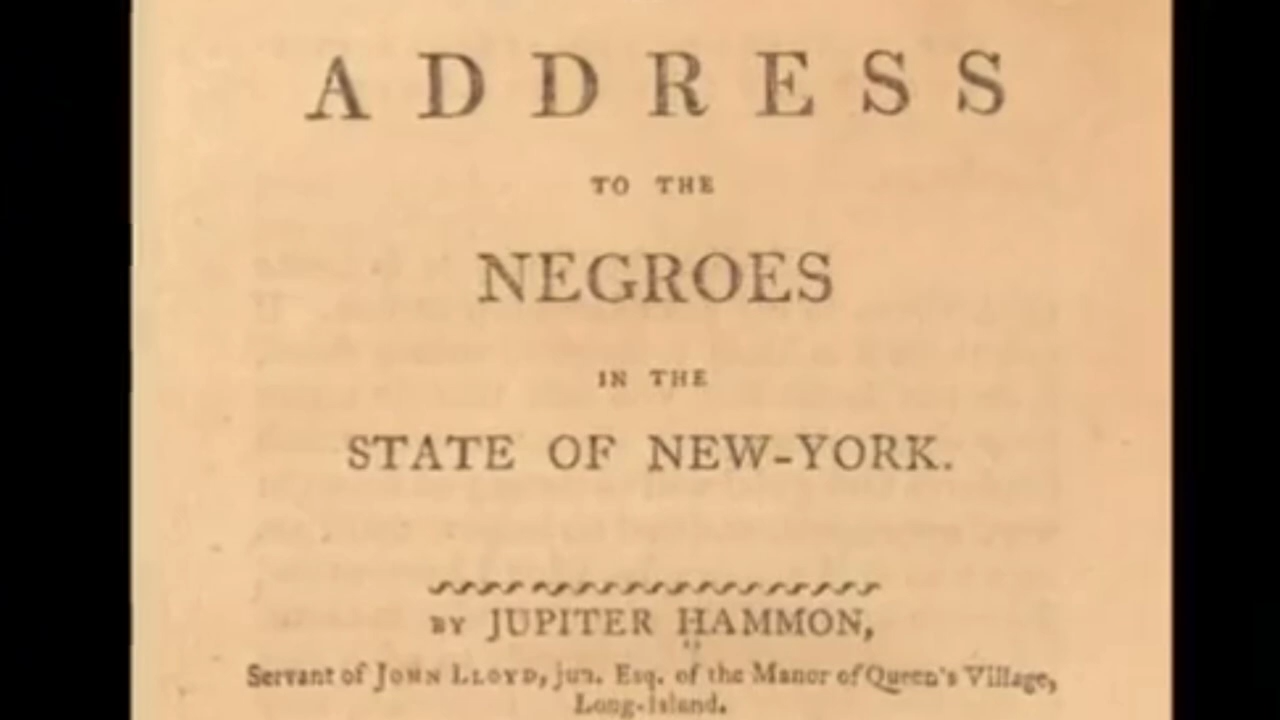 ADDRESS
TO THE
NEGROES
IN THE
STATE OF NEW-YORK.
BY JUPITER HAMMON,
Servant of JOHN LLOYD, jun. Esq. of the Manor of Queen's Village,
Long-Island.